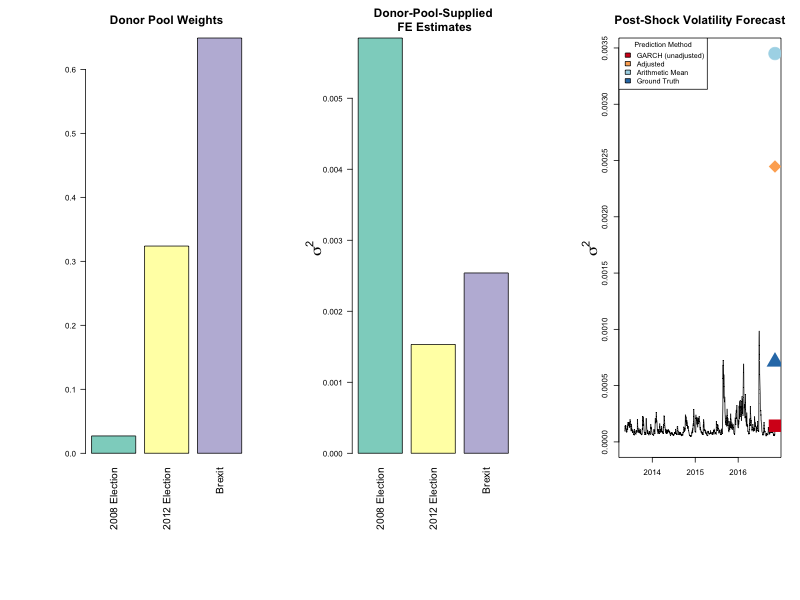 Donor Pool Weights
0.6
0.5
0.4
0.3
0.2
0.1
0.0
2008 Election
2012 Election
Brexit
Donor-Pool-Supplied
FE Estimates
σ²
0.005
0.004
0.003
0.002
0.001
0.000
2008 Election
2012 Election
Brexit
Post-Shock Volatility Forecast
Prediction Method
GARCH (unadjusted)
Adjusted
Arithmetic Mean
Ground Truth
σ²
0.0035
0.0030
0.0025
0.0020
0.0015
0.0010
0.0005
0.0000
2014
2015
2016